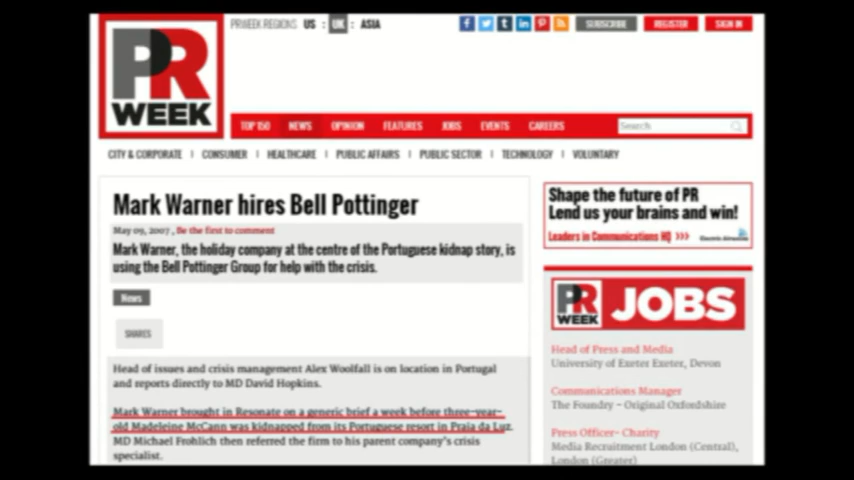 PR
WEEK
PRWEEK REGIONS US : UK : ASIA
SUBSCRIBE REGISTER SIGN IN
TOP 150 NEWS OPINION FEATURES JOBS EVENTS CAREERS
Search
CITY & CORPORATE | CONSUMER | HEALTHCARE | PUBLIC AFFAIRS | PUBLIC SECTOR | TECHNOLOGY | VOLUNTARY
Mark Warner hires Bell Pottinger
May 09, 2007 , Be the first to comment
Mark Warner, the holiday company at the centre of the Portuguese kidnap story, is
using the Bell Pottinger Group for help with the crisis.
News
SHARES
Head of issues and crisis management Alex Woolfall is on location in Portugal
and reports directly to MD David Hopkins.
Mark Warner brought in Resonate on a generic brief a week before three-year-
old Madeleine McCann was kidnapped from its Portuguese resort in Praia da Luz.
MD Michael Frohlich then referred the firm to his parent company's crisis
specialist.
Shape the future of PR
Lend us your brains and win!
Leaders in Communications HQ >>>
PR
WEEK
JOBS
Head of Press and Media
University of Exeter Exeter, Devon
Communications Manager
The Foundry - Original Oxfordshire
Press Officer- Charity
Media Recruitment London (Central),
London (Greater)